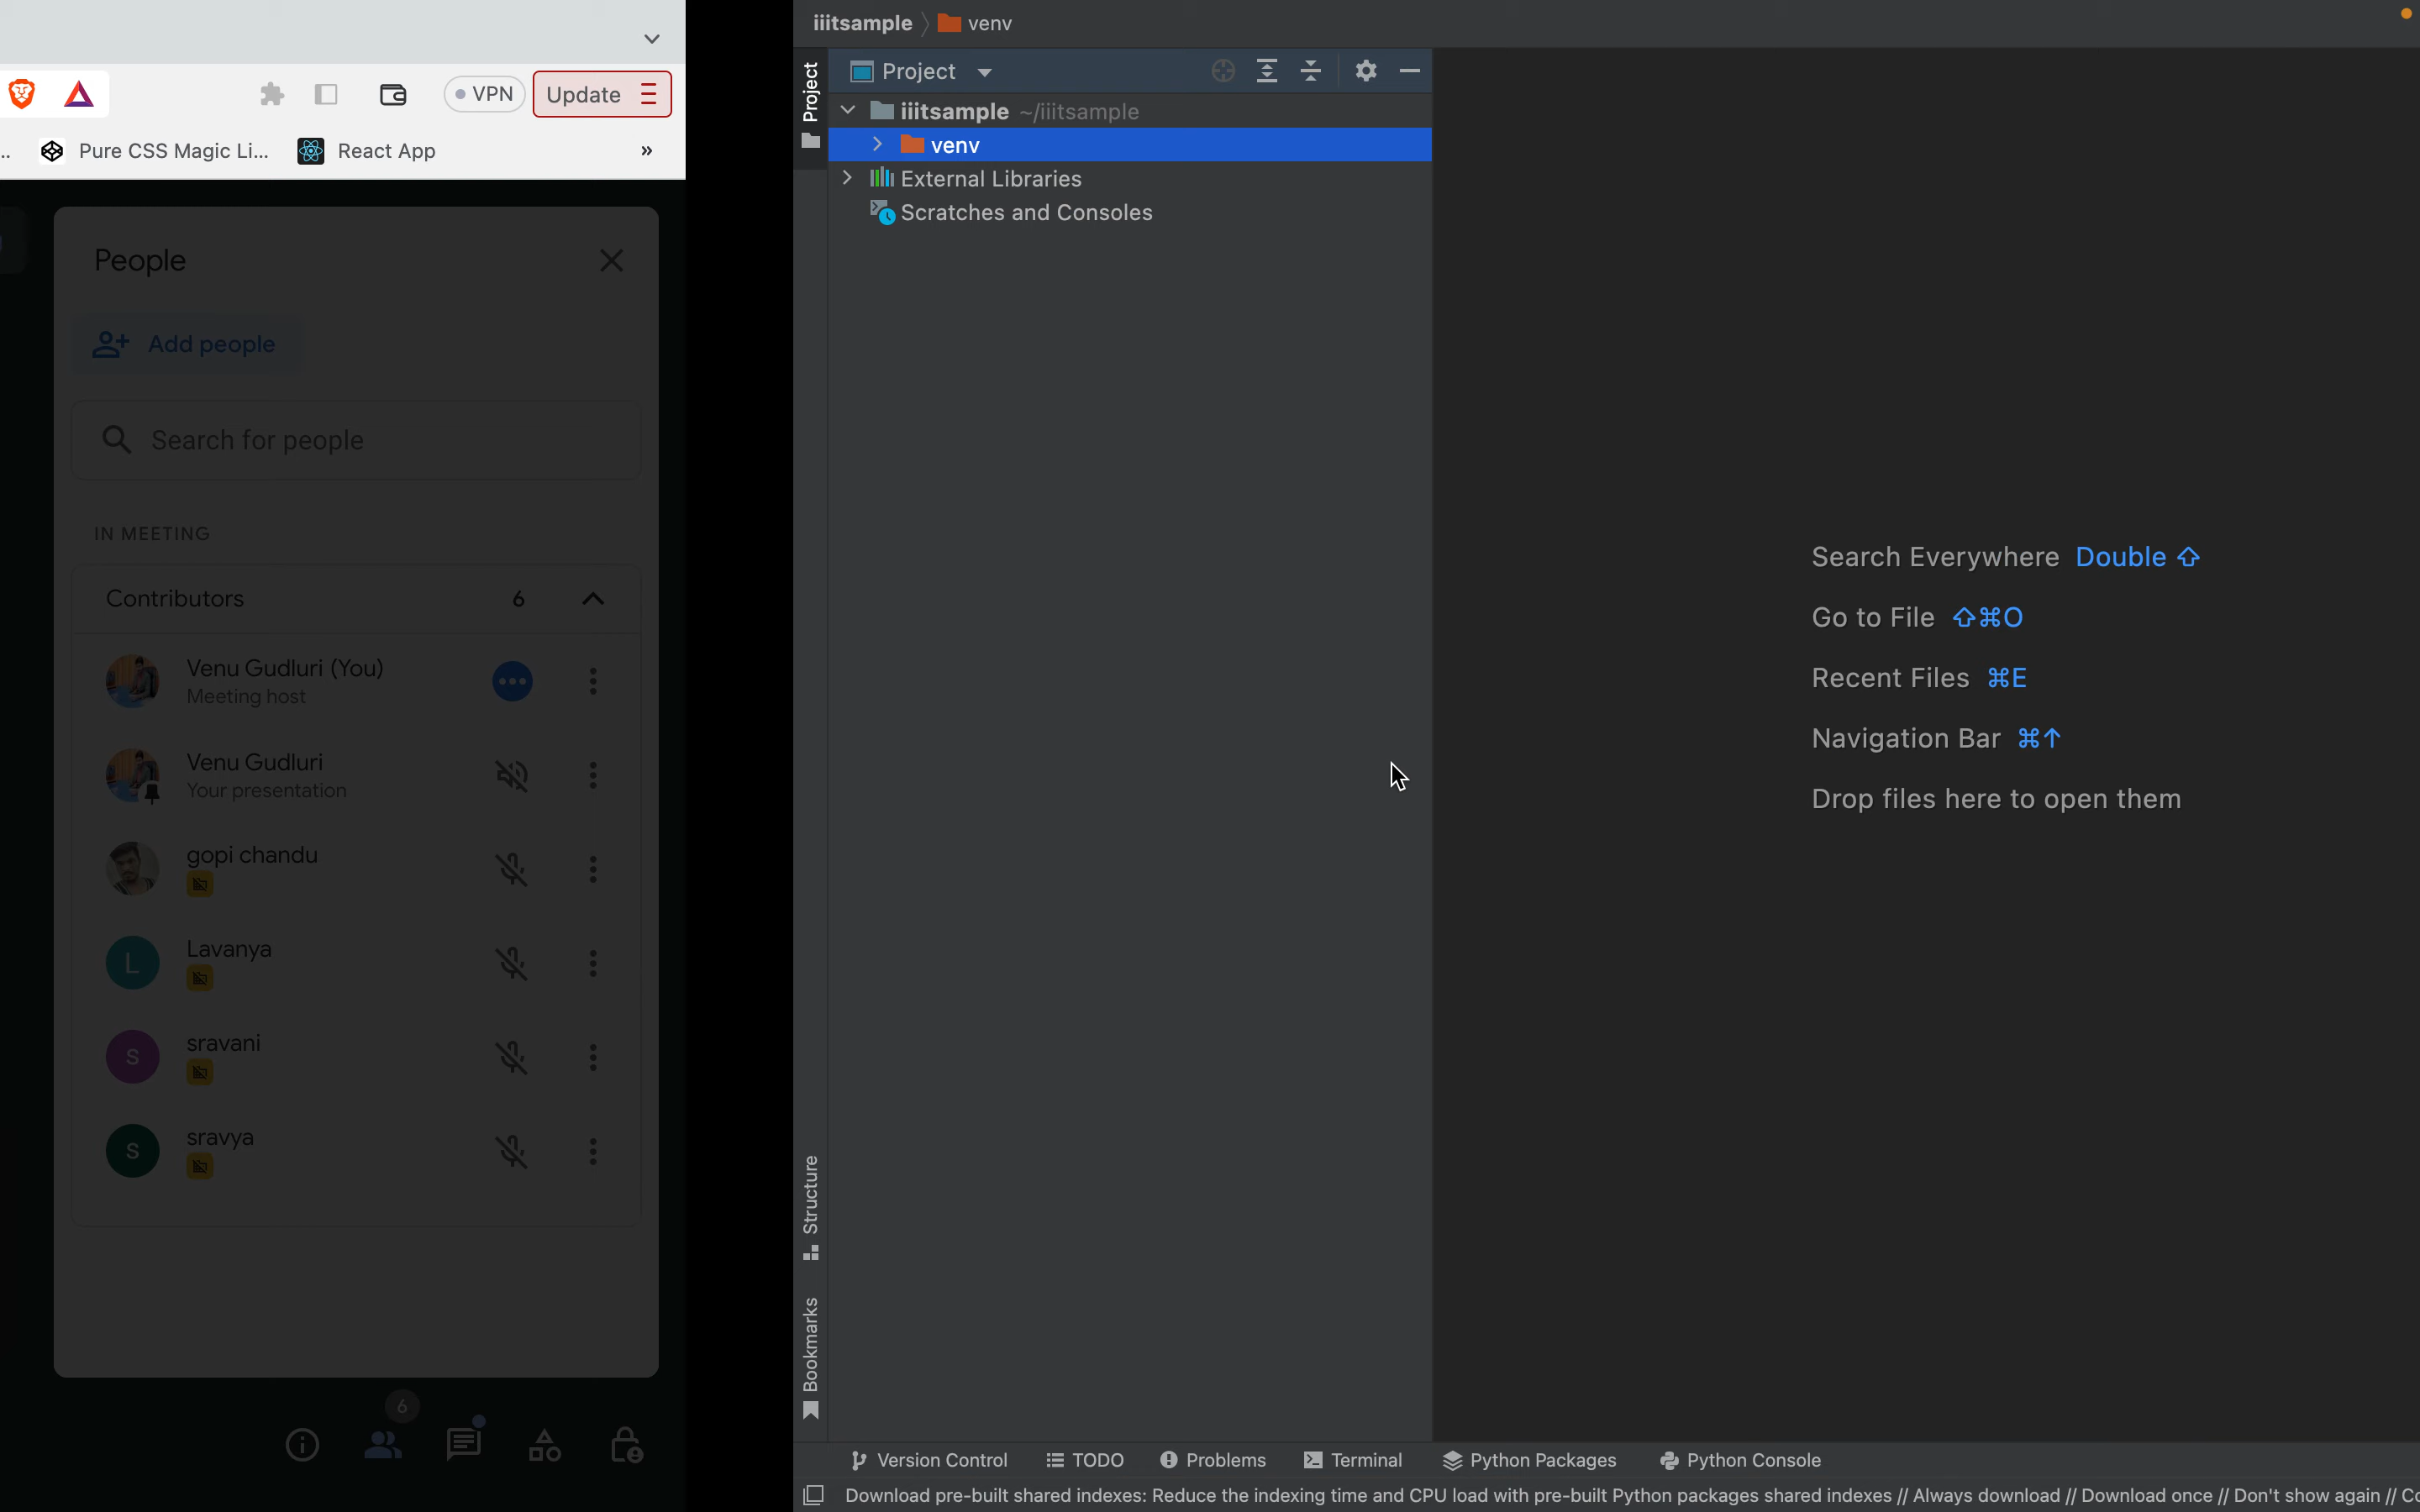 VPN
Update
.. Pure CSS Magic Li... React App »
People
Add people
Search for people
IN MEETING
Contributors 6
Venu Gudluri (You)
Meeting host
Venu Gudluri
Your presentation
gopi chandu
L Lavanya
s sravani
s sravya
6
iiitsample venv
Project
Project
iiitsample ~/iiitsample
venv
External Libraries
Scratches and Consoles
Search Everywhere Double ⇧
Go to File ⇧⌘O
Recent Files ⌘E
Navigation Bar ⌘↑
Drop files here to open them
Structure
Bookmarks
Version Control TODO Problems Terminal Python Packages Python Console
Download pre-built shared indexes: Reduce the indexing time and CPU load with pre-built Python packages shared indexes // Always download // Download once // Don't show again // Co